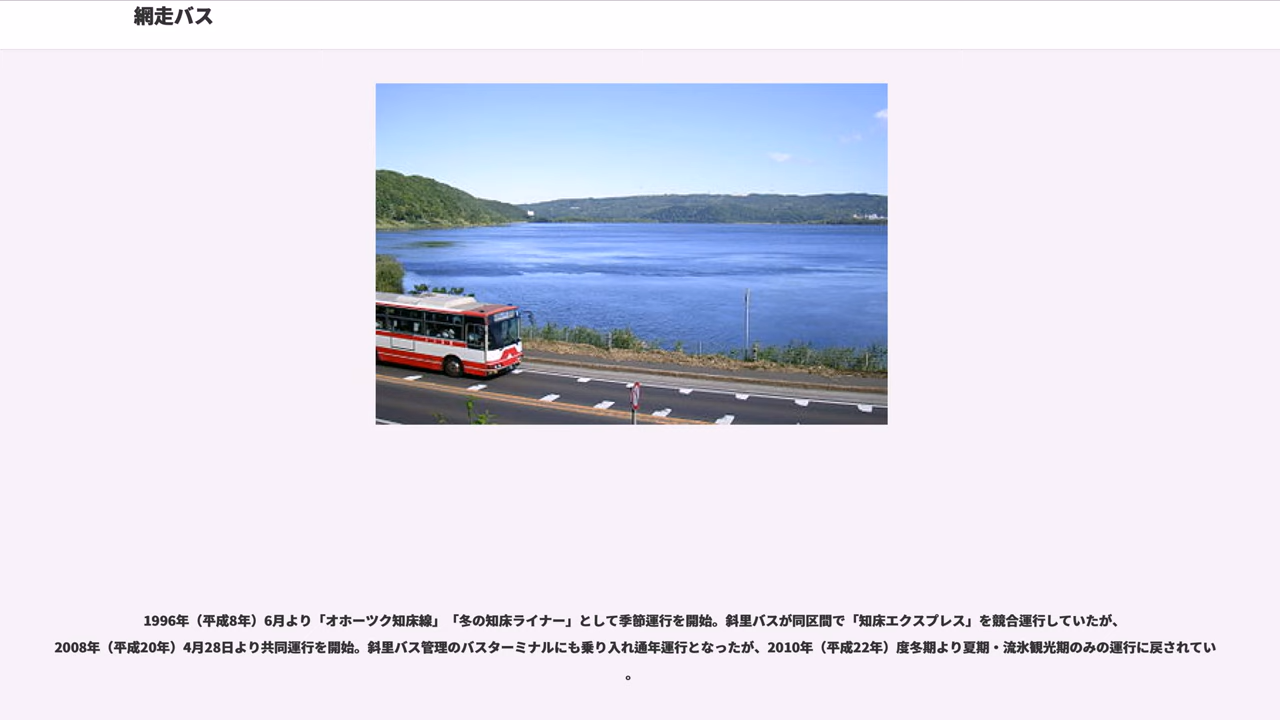 網走バス
1996年（平成8年）6月より「オホーツク知床線」「冬の知床ライナー」として季節運行を開始。斜里バスが同区間で「知床エクスプレス」を競合運行していたが、
2008年（平成20年）4月28日より共同運行を開始。斜里バス管理のバスターミナルにも乗り入れ通年運行となったが、2010年（平成22年）度冬期より夏期・流氷観光期のみの運行に戻されてい
。